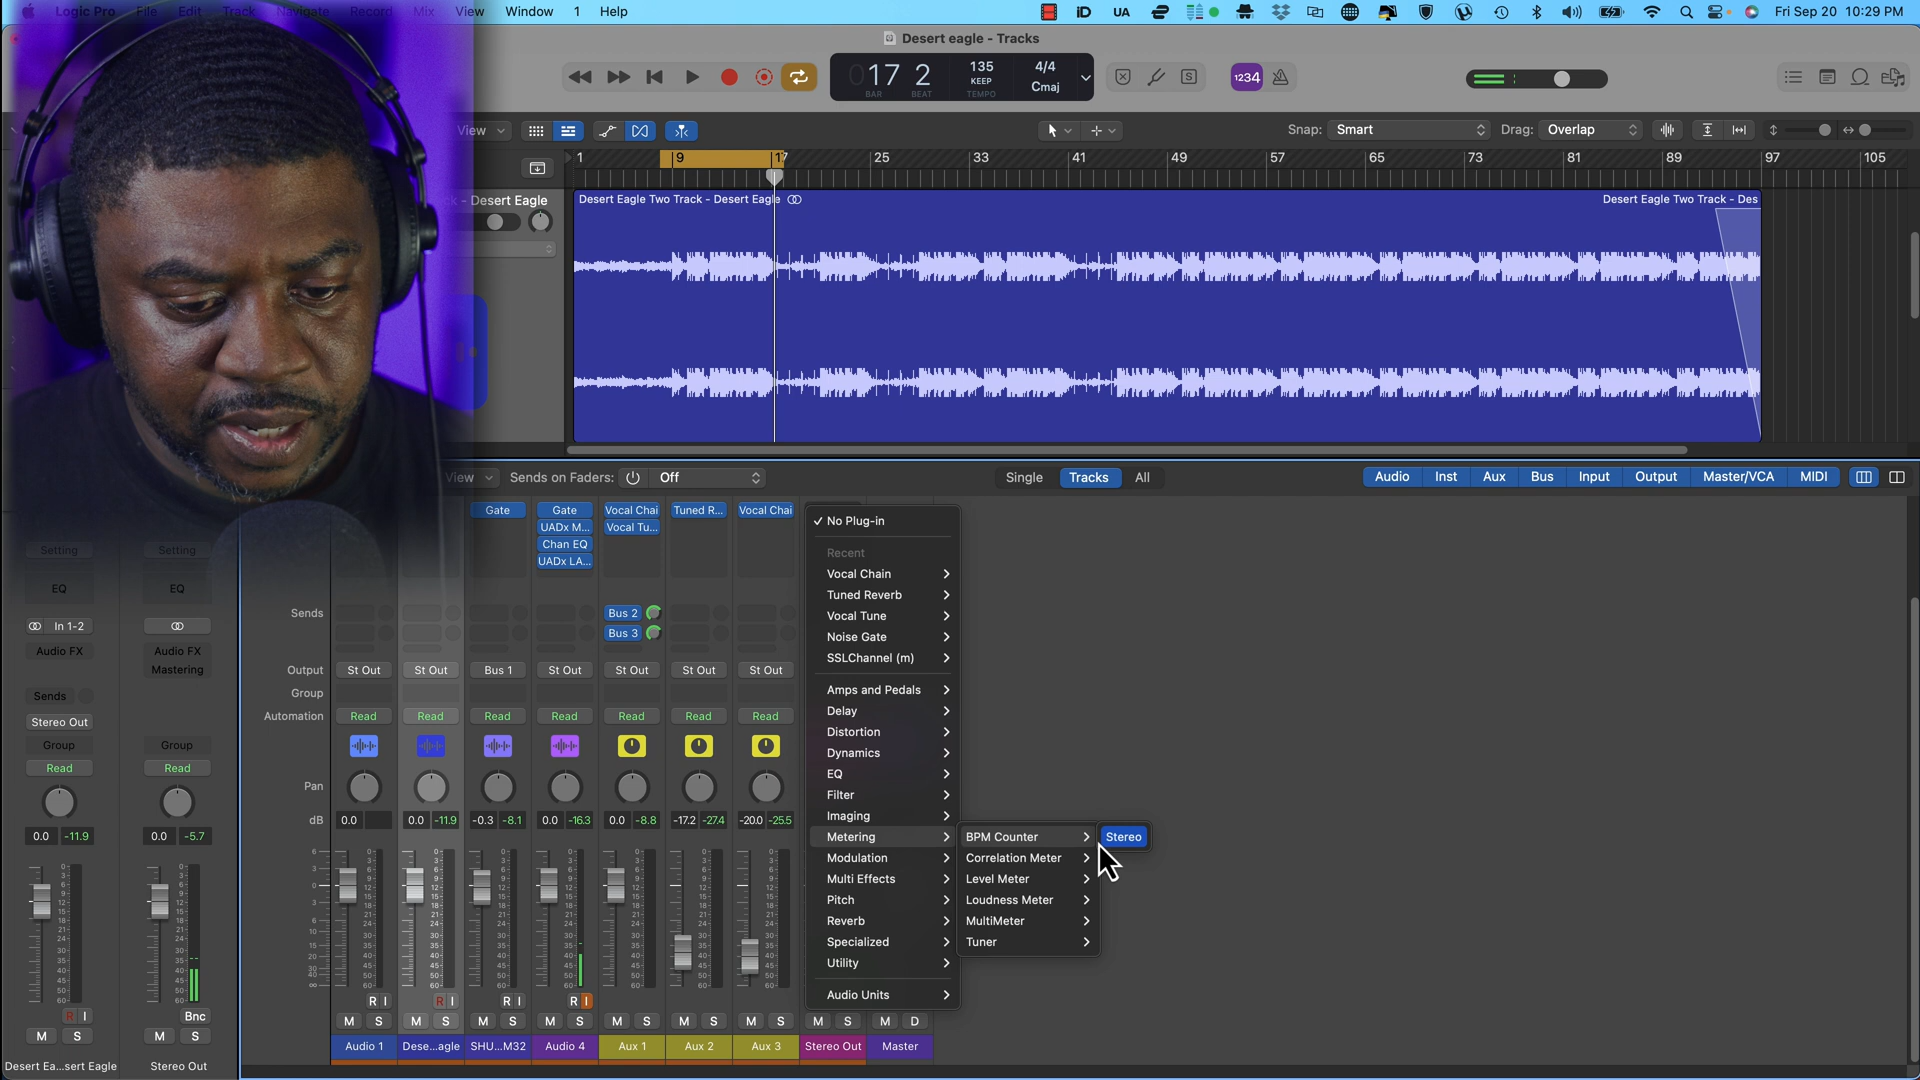 Logic Pro File Edit Track Navigate Record Mix View Window 1 Help
iD UA Fri Sep 20 10:29 PM
Desert eagle - Tracks
017 2 135 4/4
KEEP Cmaj
BAR BEAT TEMPO
S 1234
View Snap: Smart Drag: Overlap
1 9 17 25 33 41 49 57 65 73 81 89 97 105
k - Desert Eagle
Desert Eagle Two Track - Desert Eagle
Desert Eagle Two Track - Des
View Sends on Faders: Off Single Tracks All
Audio Inst Aux Bus Input Output Master/VCA MIDI
Gate Gate Vocal Chai Tuned R... Vocal Chai
UADx M... Vocal Tu...
Chan EQ
UADx LA...
Setting Setting
EQ EQ
In 1-2
Audio FX Audio FX
Mastering
Sends
Stereo Out
Group Group
Read Read
0.0 -11.9 0.0 -5.7
R I Bnc
M S M S
Desert Ea...sert Eagle Stereo Out
Sends Bus 2
Bus 3
Output St Out St Out Bus 1 St Out St Out St Out St Out
Group
Automation Read Read Read Read Read Read Read
Pan
dB 0.0 0.0 -11.9 -0.3 -8.1 0.0 -16.3 0.0 -8.8 -17.2 -27.4 -20.0 -25.5
R I R I R I R I
M S M S M S M S M S M S M S M S M D
Audio 1 Dese...agle SHU...M32 Audio 4 Aux 1 Aux 2 Aux 3 Stereo Out Master
✓ No Plug-in
Recent
Vocal Chain
Tuned Reverb
Vocal Tune
Noise Gate
SSLChannel (m)
Amps and Pedals
Delay
Distortion
Dynamics
EQ
Filter
Imaging
Metering
Modulation
Multi Effects
Pitch
Reverb
Specialized
Utility
Audio Units
BPM Counter
Correlation Meter
Level Meter
Loudness Meter
MultiMeter
Tuner
Stereo